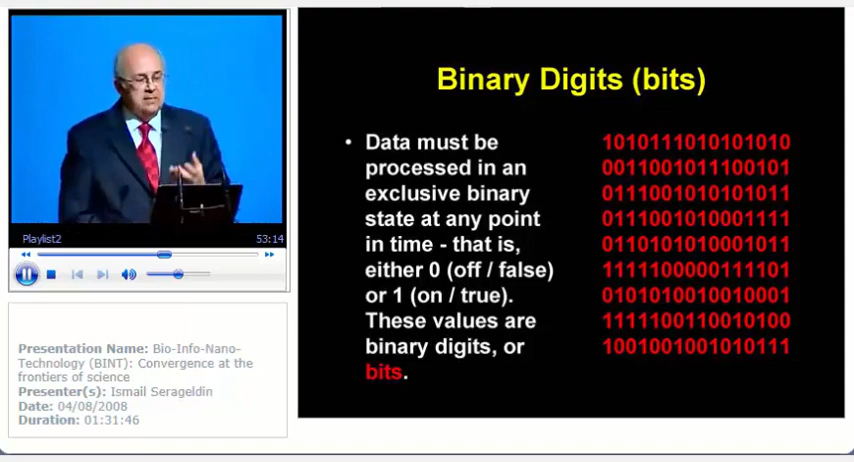 Playlist2 53:14
Presentation Name: Bio-Info-Nano-
Technology (BINT): Convergence at the
frontiers of science
Presenter(s): Ismail Serageldin
Date: 04/08/2008
Duration: 01:31:46
Binary Digits (bits)
• Data must be
processed in an
exclusive binary
state at any point
in time - that is,
either 0 (off / false)
or 1 (on / true).
These values are
binary digits, or
bits.
1010111010101010
0011001011100101
0111001010101011
0111001010001111
0110101010001011
1111100000111101
0101010010010001
1111100110010100
1001001001010111